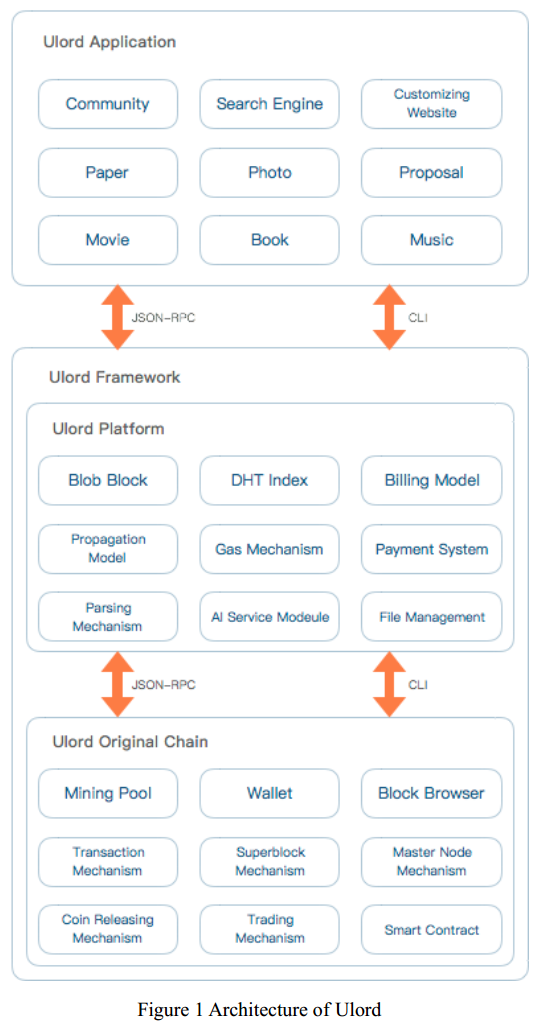 Ulord Application
Community
Search Engine
Customizing
Website
Paper
Photo
Proposal
Movie
Book
Music
JSON-RPC
CLI
Ulord Framework
Ulord Platform
Blob Block
DHT Index
Billing Model
Propagation
Model
Gas Mechanism
Payment System
Parsing
Mechanism
AI Service Modeule
File Management
JSON-RPC
CLI
Ulord Original Chain
Mining Pool
Wallet
Block Browser
Transaction
Mechanism
Superblock
Mechanism
Master Node
Mechanism
Coin Releasing
Mechanism
Trading
Mechanism
Smart Contract
Figure 1 Architecture of Ulord